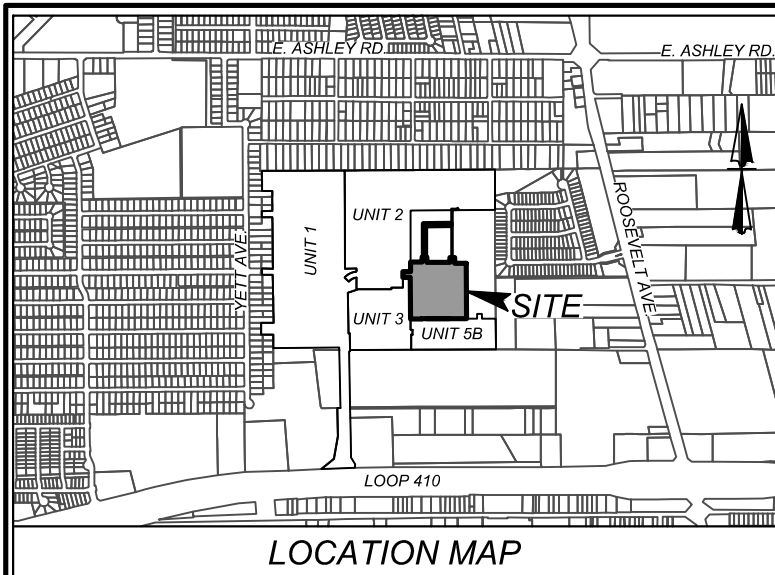 E. ASHLEY RD.
E. ASHLEY RD.
ROOSEVELT AVE.
YETT AVE.
UNIT 1
UNIT 2
SITE
UNIT 3
UNIT 5B
LOOP 410
LOCATION MAP